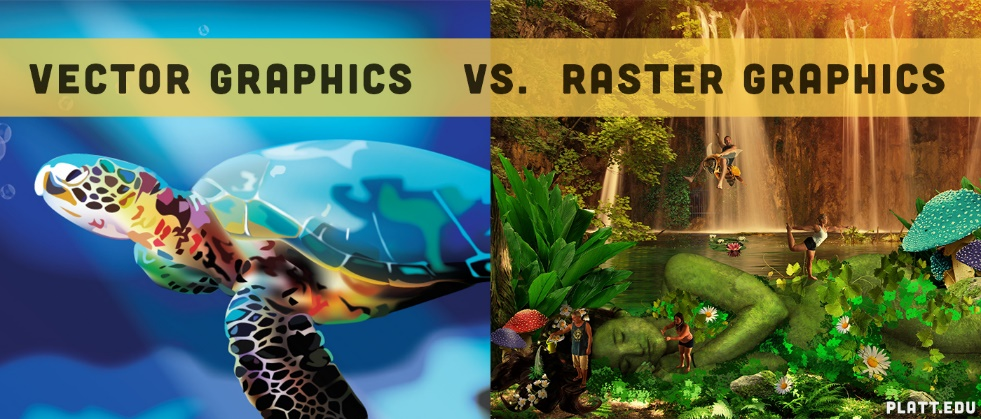 VECTOR GRAPHICS VS. RASTER GRAPHICS
PLATT.EDU